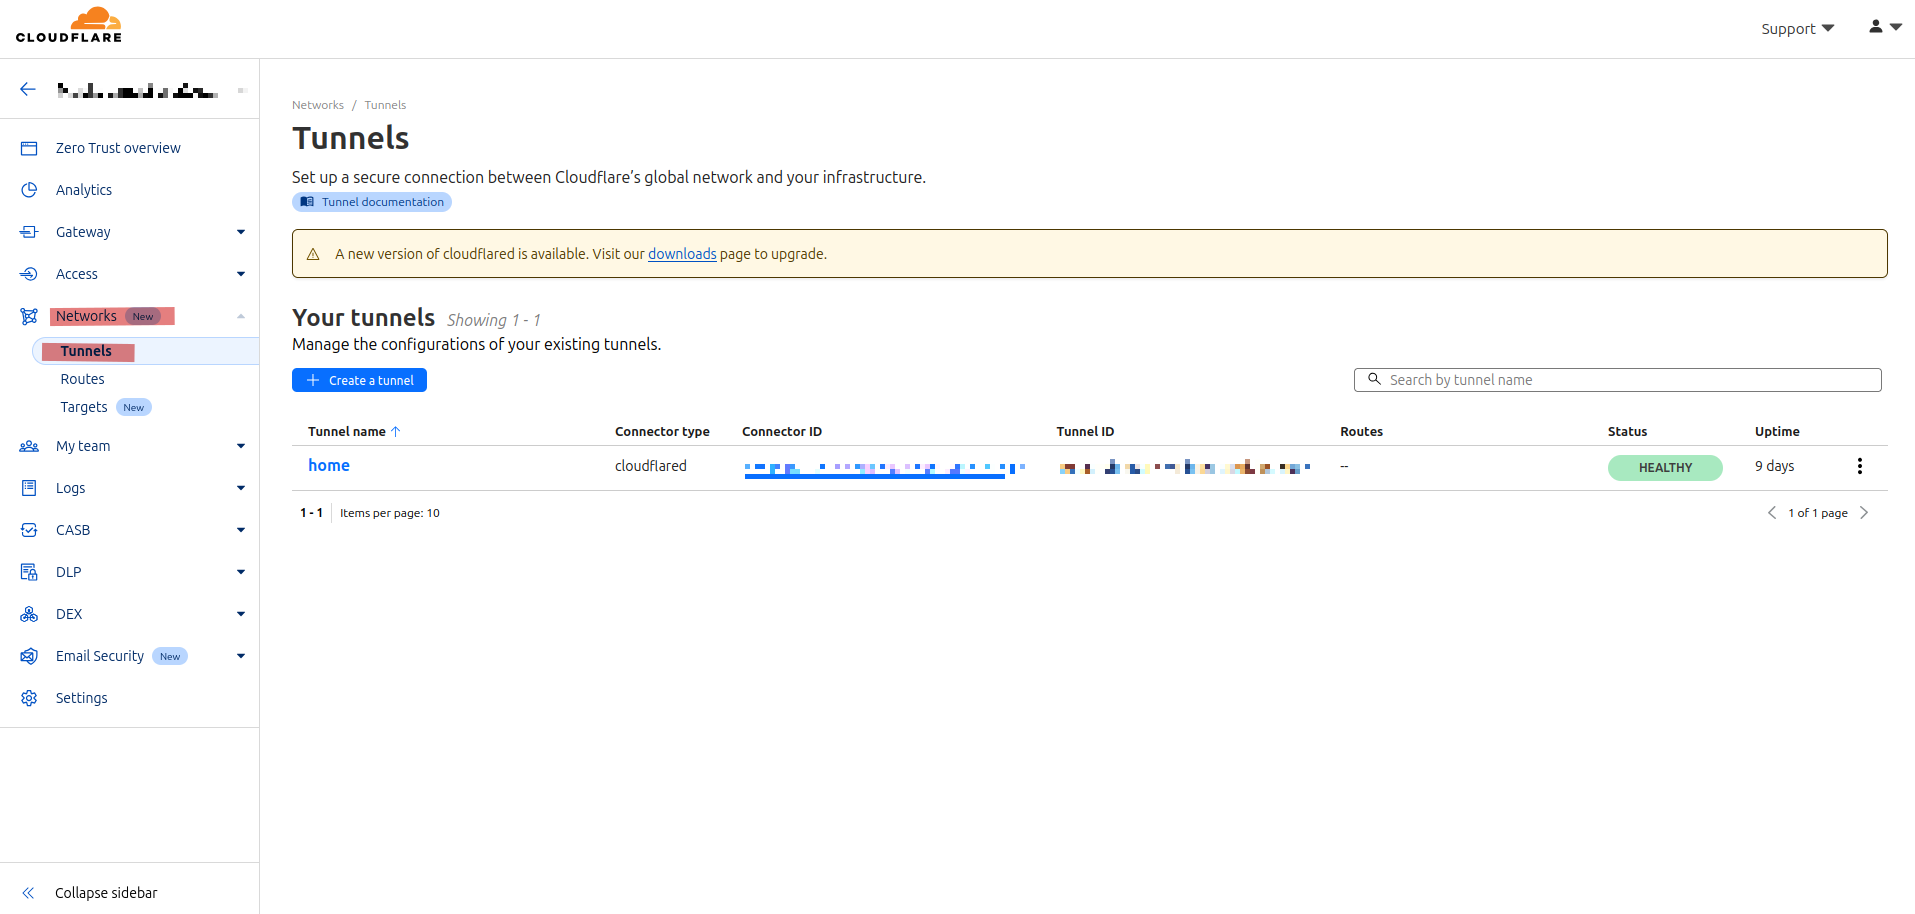 CLOUDFLARE
Support
Zero Trust overview
Analytics
Gateway
Access
Networks New
Tunnels
Routes
Targets New
My team
Logs
CASB
DLP
DEX
Email Security New
Settings
Collapse sidebar
Networks / Tunnels
Tunnels
Set up a secure connection between Cloudflare’s global network and your infrastructure.
Tunnel documentation
A new version of cloudflared is available. Visit our downloads page to upgrade.
Your tunnels Showing 1 - 1
Manage the configurations of your existing tunnels.
Create a tunnel
Search by tunnel name
Tunnel name Connector type Connector ID Tunnel ID Routes Status Uptime
home cloudflared -- HEALTHY 9 days
1 - 1 Items per page: 10 1 of 1 page